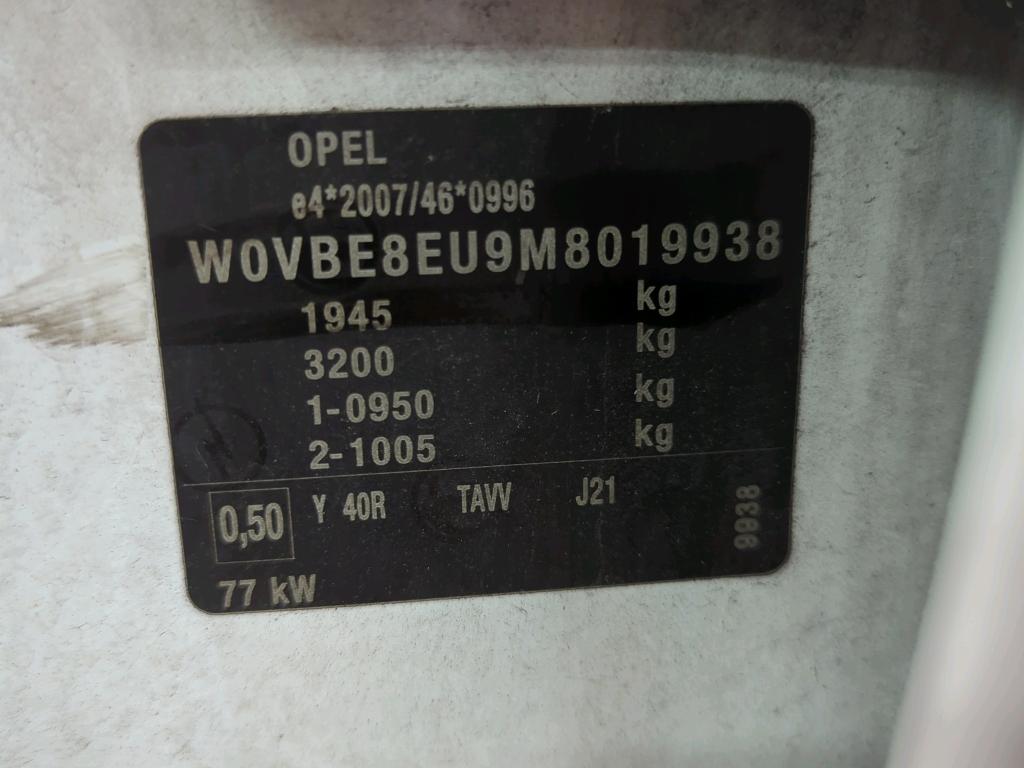 OPEL
e4*2007/46*0996
W0VBE8EU9M8019938
1945 kg
3200 kg
1-0950 kg
2-1005 kg
0,50 Y 40R TAVV J21
9938
77 kW